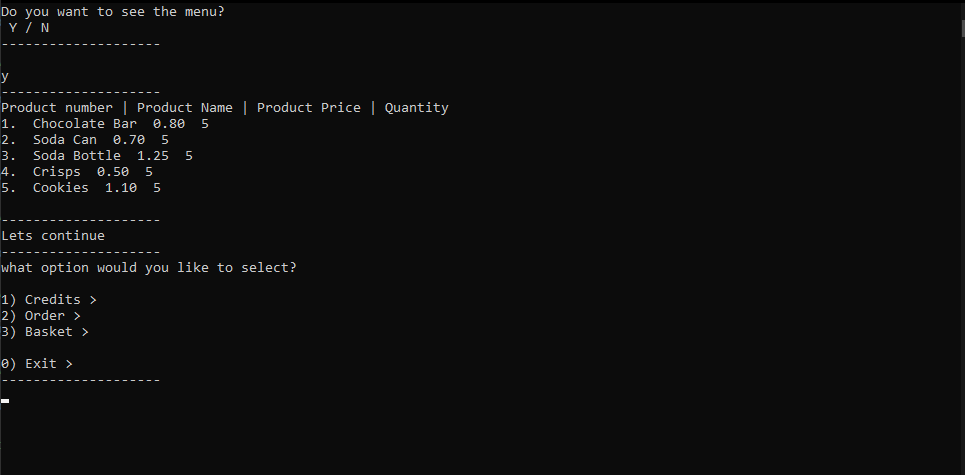 Do you want to see the menu?
Y / N
--------------------
y
--------------------
Product number | Product Name | Product Price | Quantity
1.  Chocolate Bar  0.80  5
2.  Soda Can  0.70  5
3.  Soda Bottle  1.25  5
4.  Crisps  0.50  5
5.  Cookies  1.10  5
--------------------
Lets continue
--------------------
what option would you like to select?
1) Credits >
2) Order >
3) Basket >
0) Exit >
--------------------